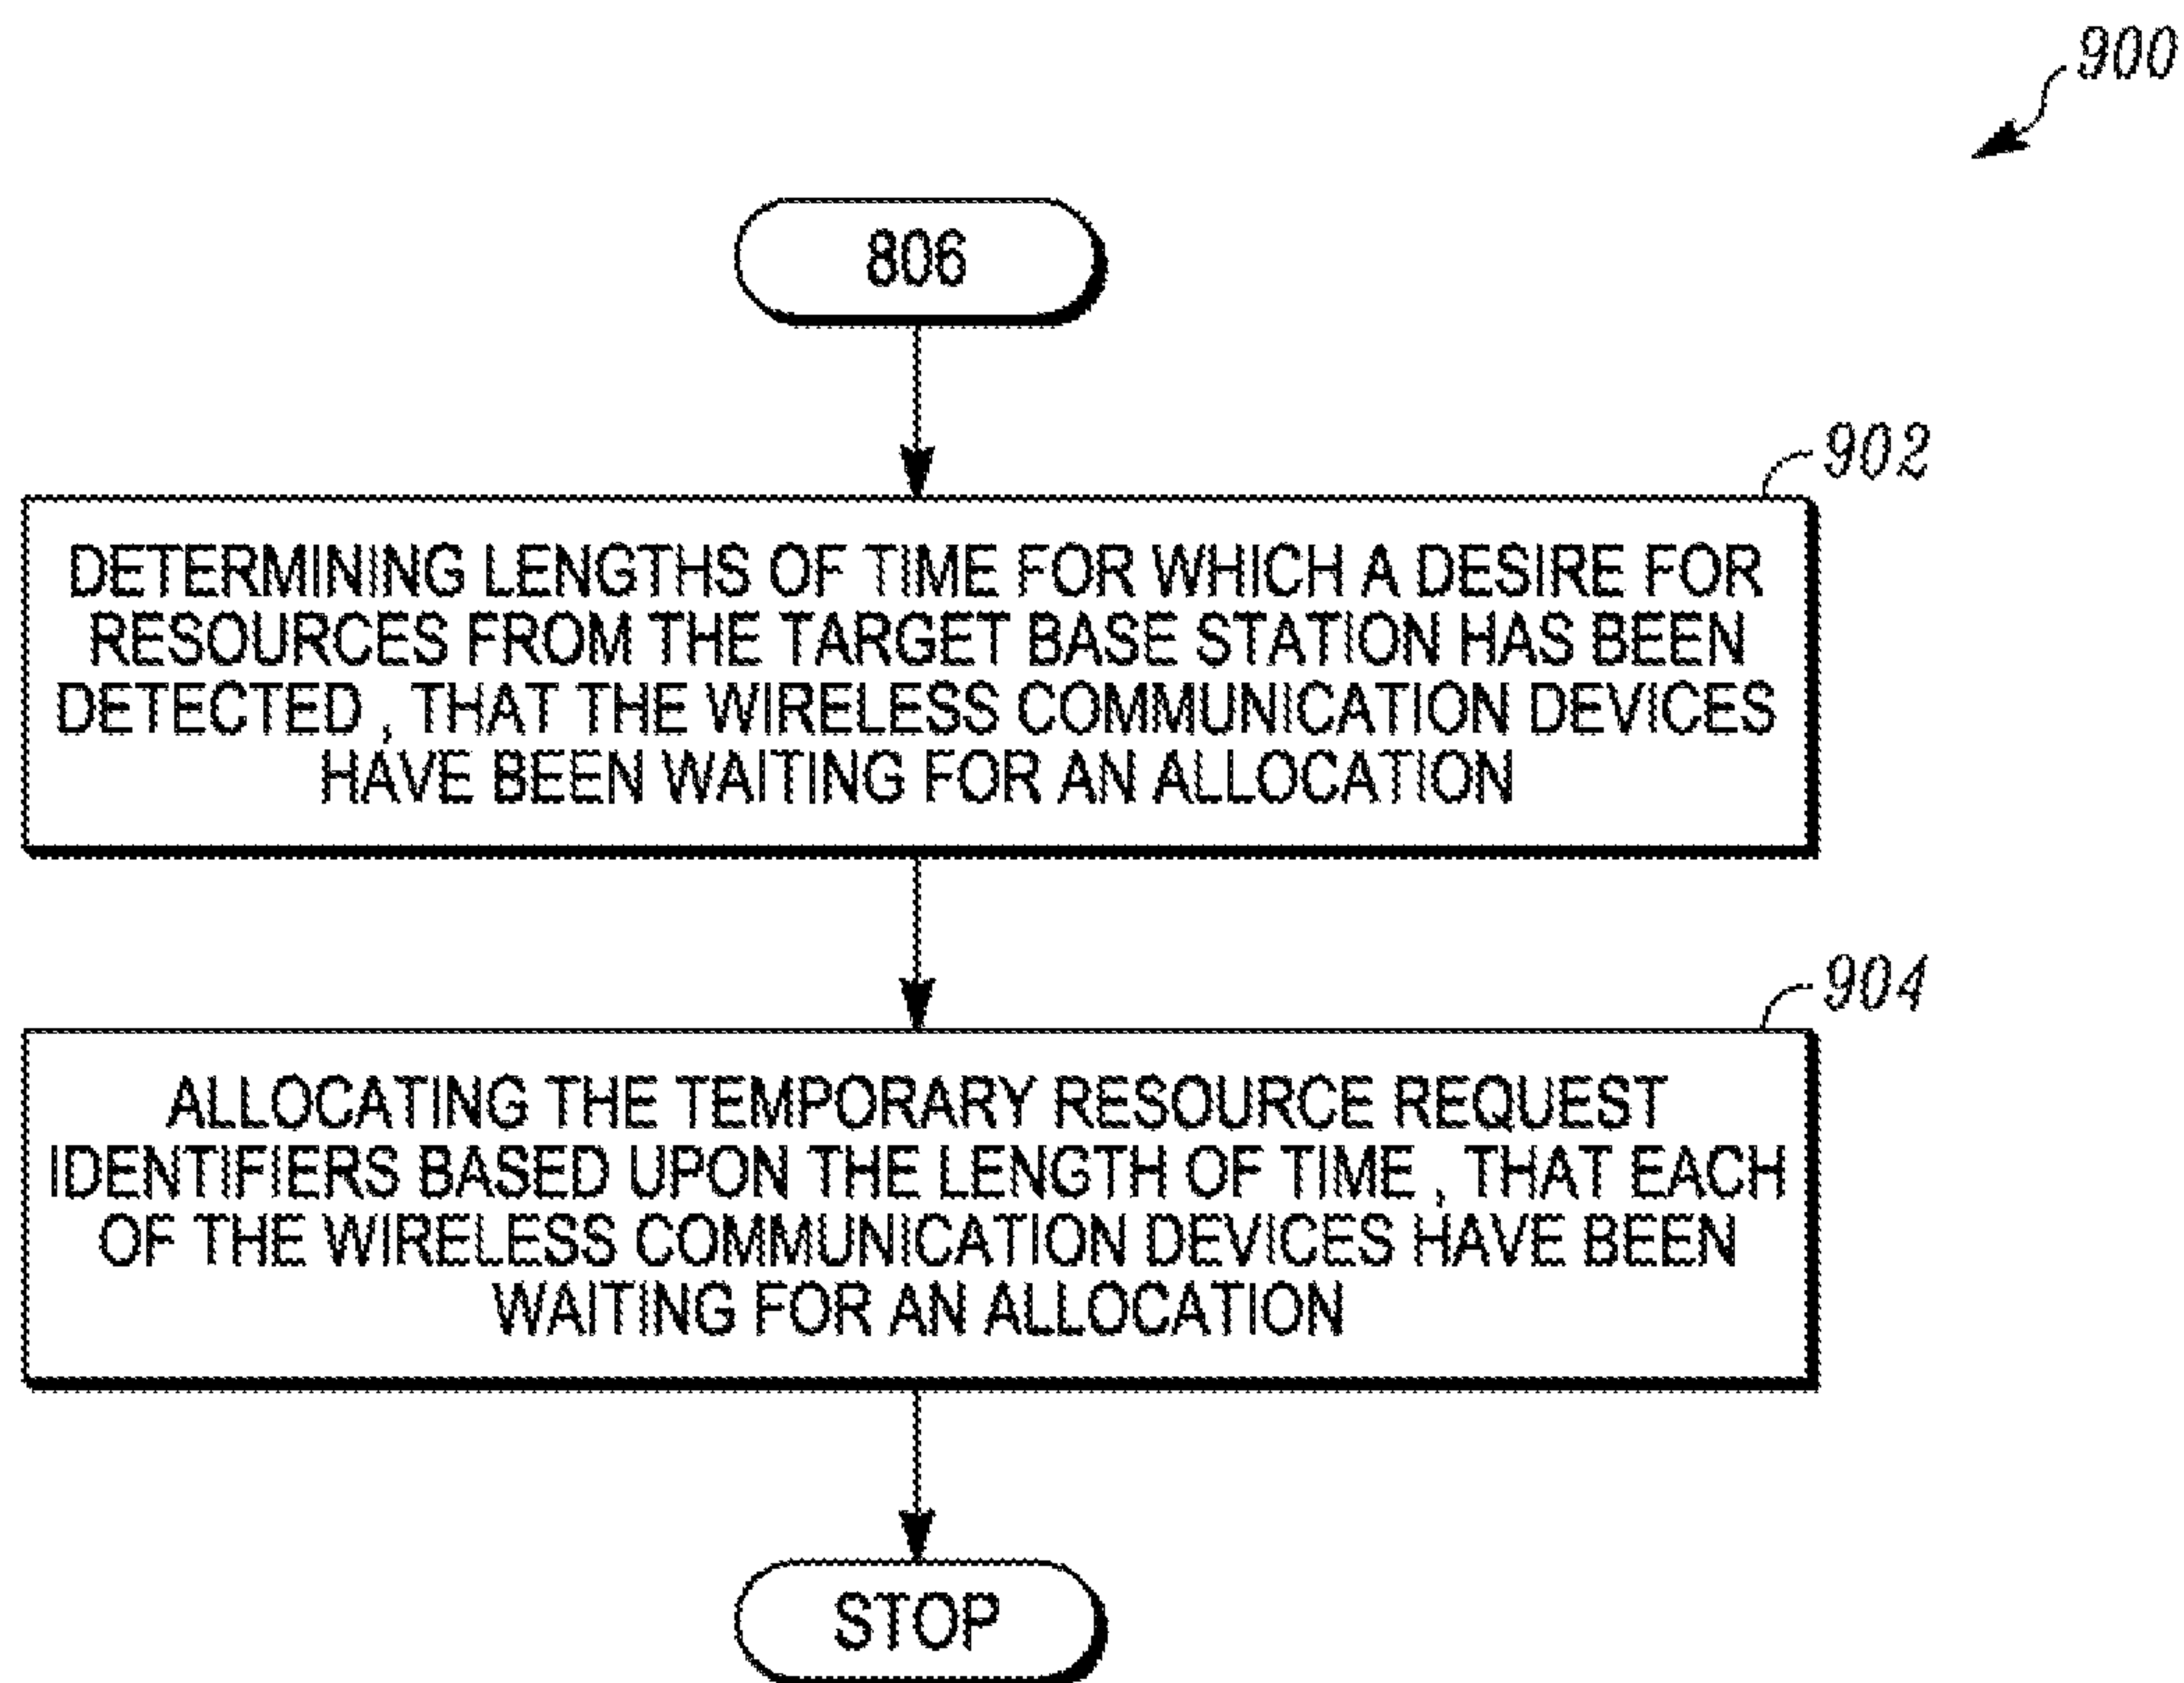 900
806
902
DETERMINING LENGTHS OF TIME FOR WHICH A DESIRE FOR
RESOURCES FROM THE TARGET BASE STATION HAS BEEN
DETECTED , THAT THE WIRELESS COMMUNICATION DEVICES
HAVE BEEN WAITING FOR AN ALLOCATION
904
ALLOCATING THE TEMPORARY RESOURCE REQUEST
IDENTIFIERS BASED UPON THE LENGTH OF TIME , THAT EACH
OF THE WIRELESS COMMUNICATION DEVICES HAVE BEEN
WAITING FOR AN ALLOCATION
STOP